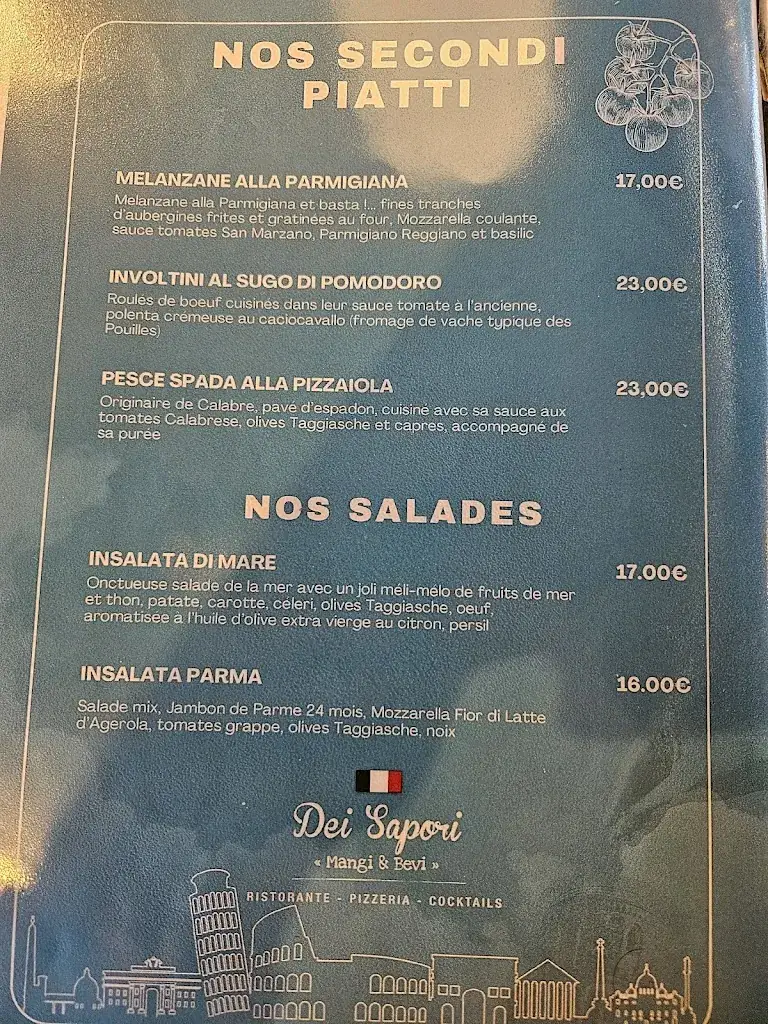 NOS SECONDI
PIATTI
MELANZANE ALLA PARMIGIANA 17,00€
Melanzane alla Parmigiana et basta !... fines tranches
d'aubergines frites et gratinées au four, Mozzarella coulante,
sauce tomates San Marzano, Parmigiano Reggiano et basilic
INVOLTINI AL SUGO DI POMODORO 23,00€
Roulés de boeuf cuisinés dans leur sauce tomate à l'ancienne,
polenta crémeuse au caciocavallo (fromage de vache typique des
Pouilles)
PESCE SPADA ALLA PIZZAIOLA 23,00€
Originaire de Calabre, pavé d'espadon, cuisiné avec sa sauce aux
tomates Calabrese, olives Taggiasche et capres, accompagné de
sa purée
NOS SALADES
INSALATA DI MARE 17.00€
Onctueuse salade de la mer avec un joli méli-mélo de fruits de mer
et thon, patate, carotte, céleri, olives Taggiasche, oeuf,
aromatisée à l'huile d'olive extra vierge au citron, persil
INSALATA PARMA 16.00€
Salade mix, Jambon de Parme 24 mois, Mozzarella Fior di Latte
d'Agerola, tomates grappe, olives Taggiasche, noix
Dei Sapori
« Mangi & Bevi »
RISTORANTE - PIZZERIA - COCKTAILS